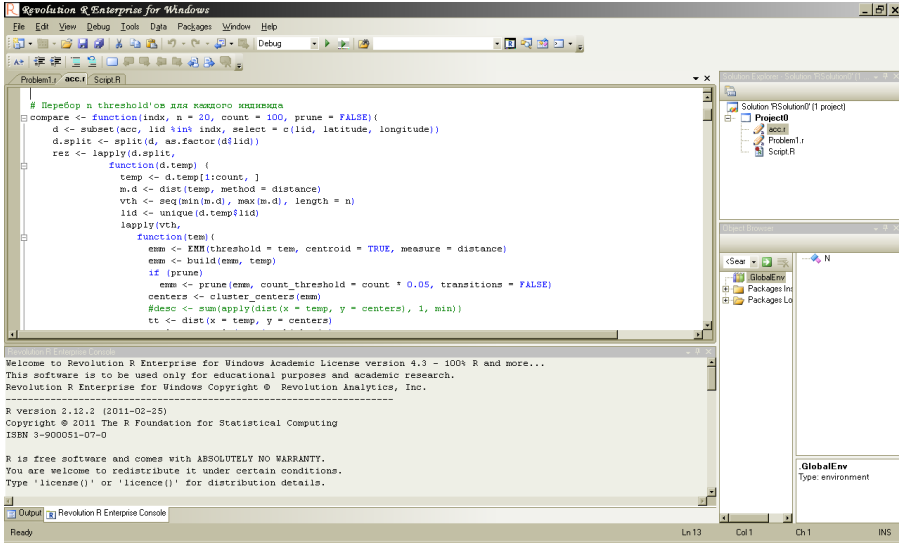 Revolution R Enterprise for Windows
File Edit View Debug Tools Data Packages Window Help
Debug
Problem1.r acc.r Script.R
# Перебор n threshold'ов для каждого индивида
compare <- function(indx, n = 20, count = 100, prune = FALSE){
d <- subset(acc, lid %in% indx, select = c(lid, latitude, longitude))
d.split <- split(d, as.factor(d$lid))
rez <- lapply(d.split,
function(d.temp) {
temp <- d.temp[1:count, ]
m.d <- dist(temp, method = distance)
vth <- seq(min(m.d), max(m.d), length = n)
lid <- unique(d.temp$lid)
lapply(vth,
function(tem){
emm <- EMM(threshold = tem, centroid = TRUE, measure = distance)
emm <- build(emm, temp)
if (prune)
emm <- prune(emm, count_threshold = count * 0.05, transitions = FALSE)
centers <- cluster_centers(emm)
#desc <- sum(apply(dist(x = temp, y = centers), 1, min))
tt <- dist(x = temp, y = centers)
Revolution R Enterprise Console
Welcome to Revolution R Enterprise for Windows Academic License version 4.3 - 100% R and more...
This software is to be used only for educational purposes and academic research.
Revolution R Enterprise for Windows Copyright © Revolution Analytics, Inc.
R version 2.12.2 (2011-02-25)
Copyright © 2011 The R Foundation for Statistical Computing
ISBN 3-900051-07-0
R is free software and comes with ABSOLUTELY NO WARRANTY.
You are welcome to redistribute it under certain conditions.
Type 'license()' or 'licence()' for distribution details.
Output Revolution R Enterprise Console
Solution Explorer - Solution 'RSolution0' (1
Solution 'RSolution0' (1 project)
Project0
acc.r
Problem1.r
Script.R
Object Browser
<Sear
.GlobalEnv
Packages Ins
Packages Lo
N
.GlobalEnv
Type: environment
Ready Ln 13 Col 1 Ch 1 INS